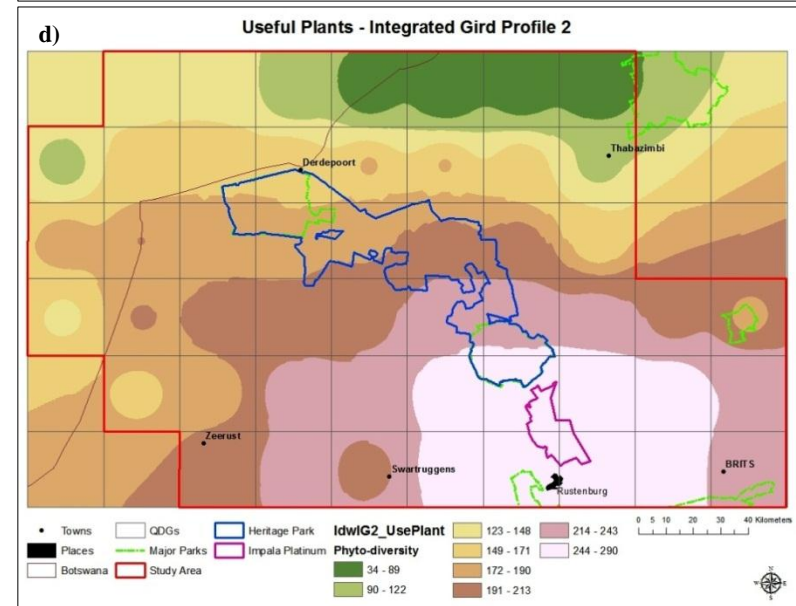 d)
Useful Plants - Integrated Gird Profile 2
Derdepoort
Thabazimbi
Zeerust
Swartruggens
BRITS
Rustenburg
Towns
QDGs
Heritage Park
IdwIG2_UsePlant
123 - 148
214 - 243
0 5 10 20 30 40 Kilometers
Places
Major Parks
Impala Platinum
Phyto-diversity
149 - 171
244 - 290
Botswana
Study Area
34 - 89
172 - 190
90 - 122
191 - 213
N
E
S
W